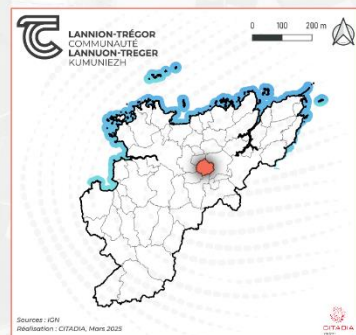 LANNION-TRÉGOR
COMMUNAUTÉ
LANNUON-TREGER
KUMUNIEZH
0 100 200 m
Sources : IGN
Réalisation : CITADIA, Mars 2025
CITADIA